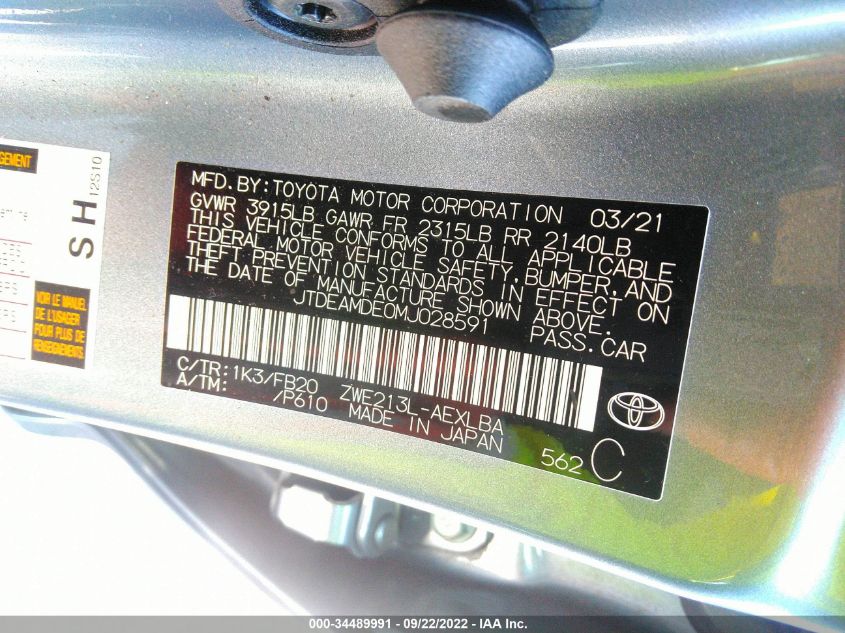 AGEMENT
SH
12S10
VOIR LE MANUEL
DE L'USAGER
POUR PLUS DE
RENSEIGNEMENTS
MFD. BY: TOYOTA MOTOR CORPORATION 03/21
GVWR 3915LB GAWR FR 2315LB RR 2140LB
THIS VEHICLE CONFORMS TO ALL APPLICABLE
FEDERAL MOTOR VEHICLE SAFETY, BUMPER, AND
THEFT PREVENTION STANDARDS IN EFFECT ON
THE DATE OF MANUFACTURE SHOWN ABOVE.
JTDEAMDE0MJ028591 PASS. CAR
C/TR: 1K3/FB20 ZWE213L-AEXLBA
A/TM: /P610 MADE IN JAPAN
562 C
000-34489991 - 09/22/2022 - IAA Inc.